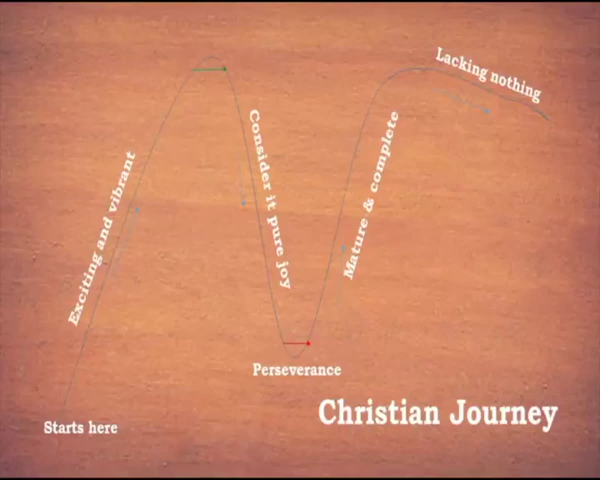 Lacking nothing
Exciting and vibrant
Consider it pure joy
Mature & complete
Perseverance
Christian Journey
Starts here